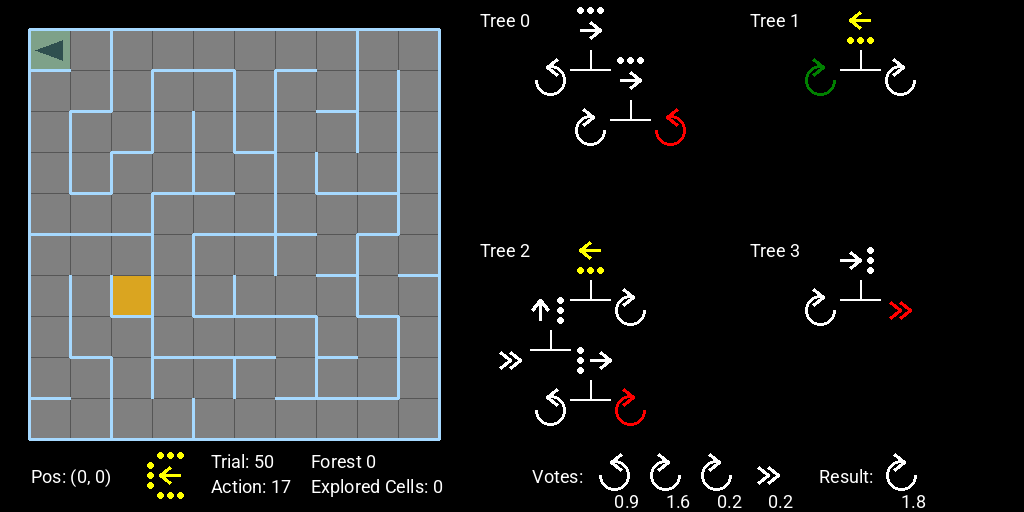 Tree 0
Tree 1
Tree 2
Tree 3
Pos: (0, 0)
Trial: 50
Forest 0
Action: 17
Explored Cells: 0
Votes:
0.9
1.6
0.2
0.2
Result:
1.8